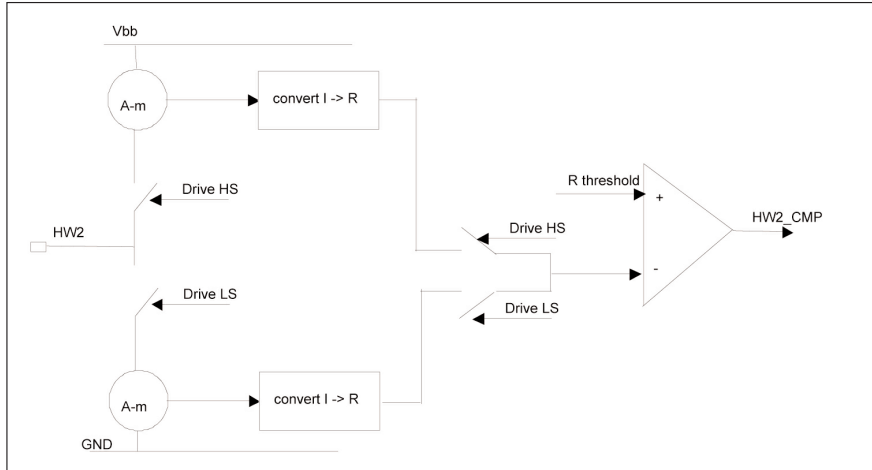 Vbb
A-m
convert I -> R
Drive HS
R threshold
+
HW2_CMP
HW2
Drive HS
-
Drive LS
Drive LS
A-m
convert I -> R
GND